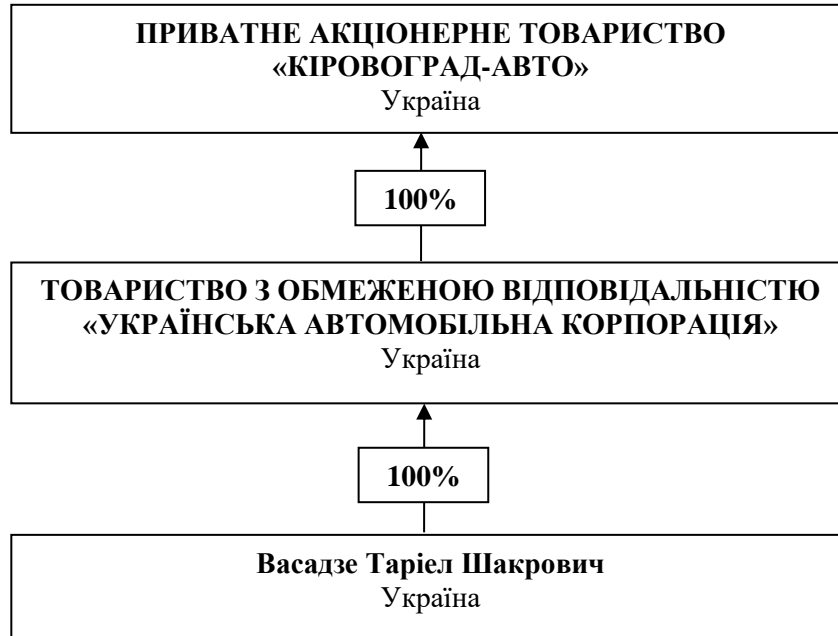 ПРИВАТНЕ АКЦІОНЕРНЕ ТОВАРИСТВО
«КІРОВОГРАД-АВТО»
Україна
100%
ТОВАРИСТВО З ОБМЕЖЕНОЮ ВІДПОВІДАЛЬНІСТЮ
«УКРАЇНСЬКА АВТОМОБІЛЬНА КОРПОРАЦІЯ»
Україна
100%
Васадзе Таріел Шакрович
Україна